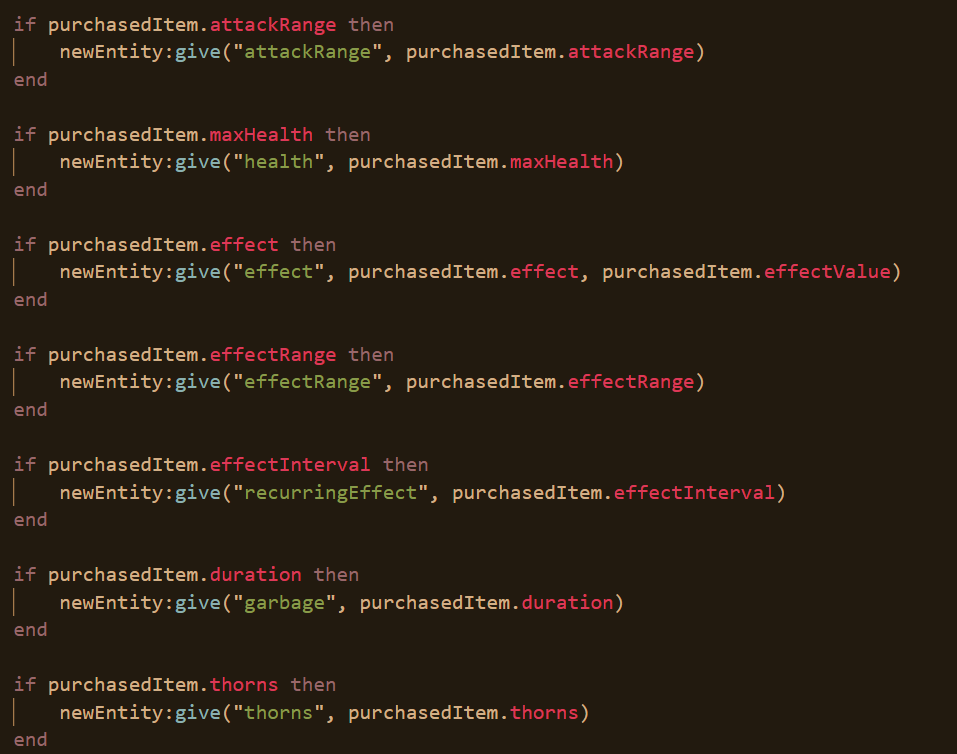 if purchasedItem.attackRange then
    newEntity:give("attackRange", purchasedItem.attackRange)
end

if purchasedItem.maxHealth then
    newEntity:give("health", purchasedItem.maxHealth)
end

if purchasedItem.effect then
    newEntity:give("effect", purchasedItem.effect, purchasedItem.effectValue)
end

if purchasedItem.effectRange then
    newEntity:give("effectRange", purchasedItem.effectRange)
end

if purchasedItem.effectInterval then
    newEntity:give("recurringEffect", purchasedItem.effectInterval)
end

if purchasedItem.duration then
    newEntity:give("garbage", purchasedItem.duration)
end

if purchasedItem.thorns then
    newEntity:give("thorns", purchasedItem.thorns)
end